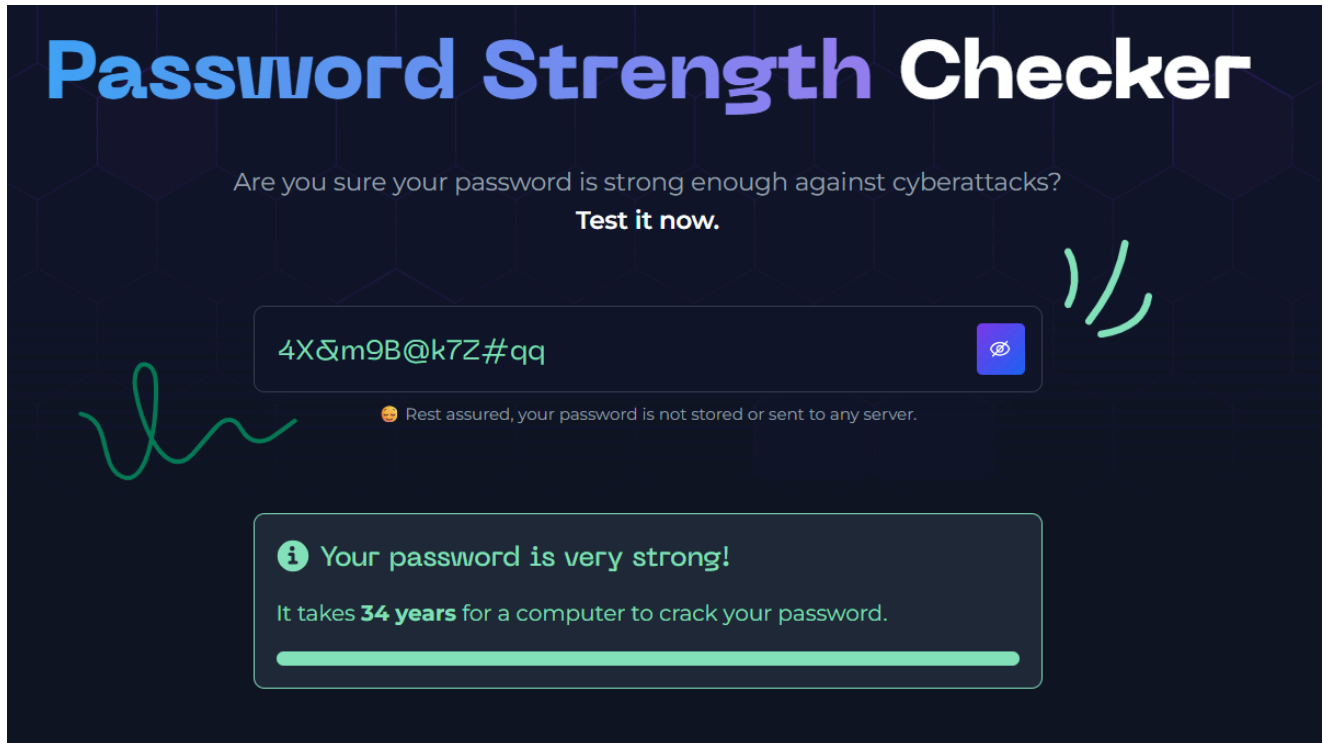 Password Strength Checker
Are you sure your password is strong enough against cyberattacks?
Test it now.
4X&m9B@k7Z#qq
Rest assured, your password is not stored or sent to any server.
Your password is very strong!
It takes 34 years for a computer to crack your password.